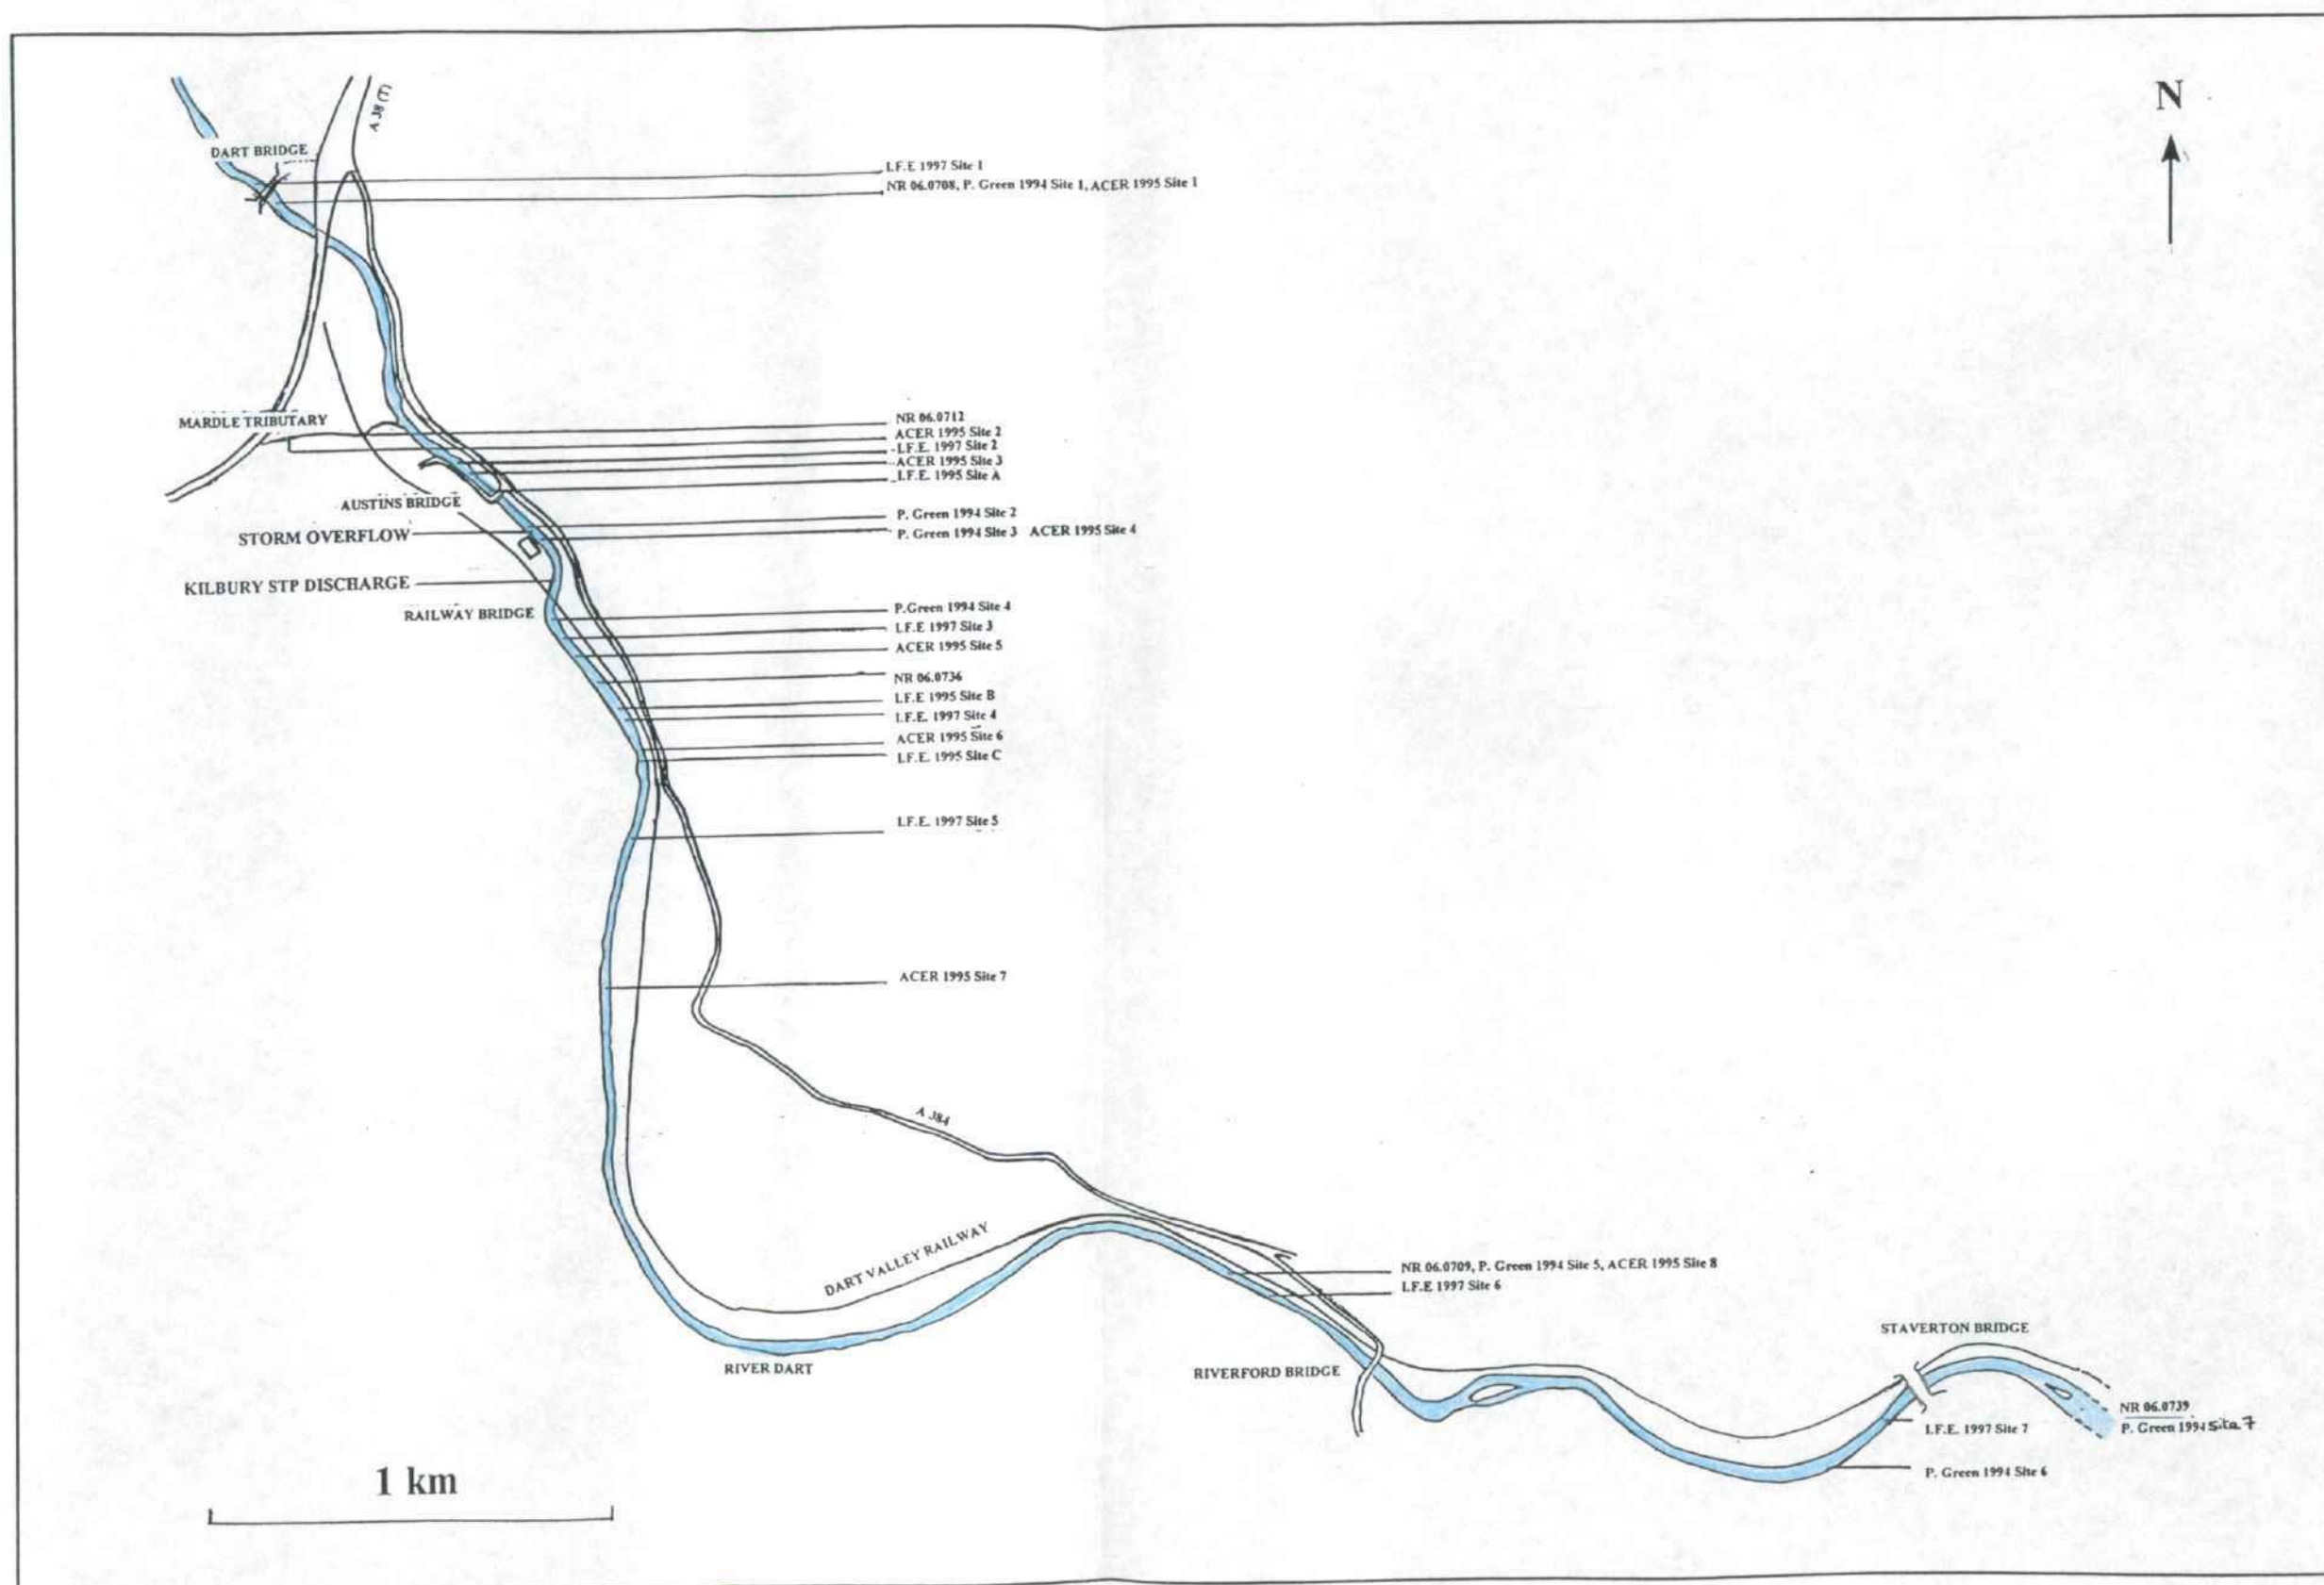 N
A 38 (T)
DART BRIDGE
I.F.E 1997 Site 1
NR 06.0708, P. Green 1994 Site 1, ACER 1995 Site 1
MARDLE TRIBUTARY
NR 06.0712
ACER 1995 Site 2
I.F.E. 1997 Site 2
ACER 1995 Site 3
I.F.E. 1995 Site A
AUSTINS BRIDGE
P. Green 1994 Site 2
STORM OVERFLOW
P. Green 1994 Site 3 ACER 1995 Site 4
KILBURY STP DISCHARGE
RAILWAY BRIDGE
P.Green 1994 Site 4
I.F.E 1997 Site 3
ACER 1995 Site 5
NR 06.0736
I.F.E 1995 Site B
I.F.E. 1997 Site 4
ACER 1995 Site 6
I.F.E. 1995 Site C
I.F.E. 1997 Site 5
ACER 1995 Site 7
A 384
DART VALLEY RAILWAY
RIVER DART
NR 06.0709, P. Green 1994 Site 5, ACER 1995 Site 8
I.F.E 1997 Site 6
RIVERFORD BRIDGE
STAVERTON BRIDGE
NR 06.0739
P. Green 1994 Site 7
I.F.E. 1997 Site 7
P. Green 1994 Site 6
1 km